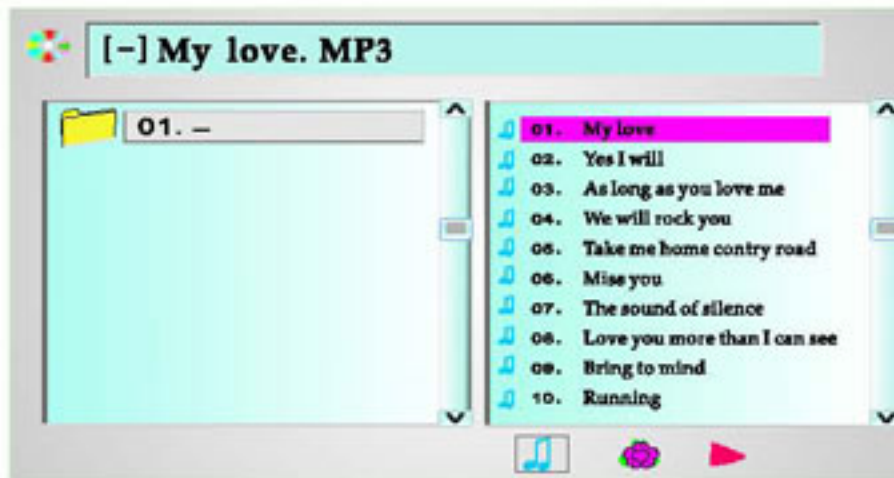 [-] My love. MP3
01. –
01. My love
02. Yes I will
03. As long as you love me
04. We will rock you
05. Take me home contry road
06. Miss you
07. The sound of silence
08. Love you more than I can see
09. Bring to mind
10. Running